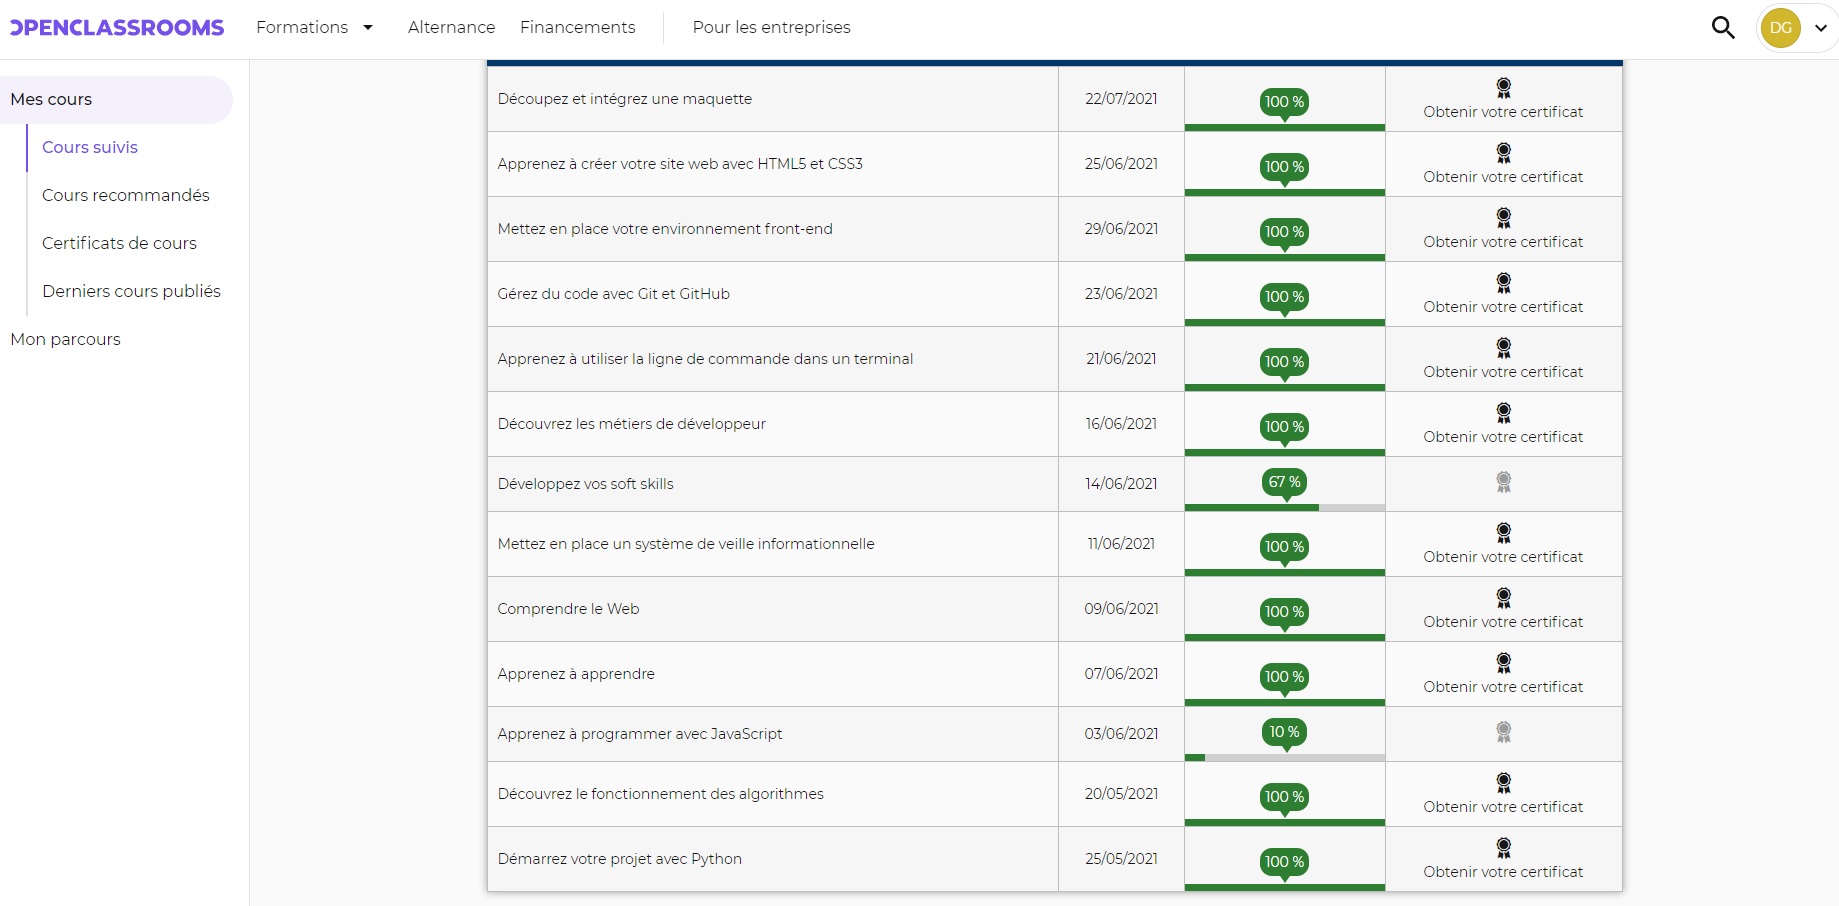 OPENCLASSROOMS
Formations
Alternance
Financements
Pour les entreprises
DG
Mes cours
Cours suivis
Cours recommandés
Certificats de cours
Derniers cours publiés
Mon parcours
Découpez et intégrez une maquette 22/07/2021 100 % Obtenir votre certificat
Apprenez à créer votre site web avec HTML5 et CSS3 25/06/2021 100 % Obtenir votre certificat
Mettez en place votre environnement front-end 29/06/2021 100 % Obtenir votre certificat
Gérez du code avec Git et GitHub 23/06/2021 100 % Obtenir votre certificat
Apprenez à utiliser la ligne de commande dans un terminal 21/06/2021 100 % Obtenir votre certificat
Découvrez les métiers de développeur 16/06/2021 100 % Obtenir votre certificat
Développez vos soft skills 14/06/2021 67 %
Mettez en place un système de veille informationnelle 11/06/2021 100 % Obtenir votre certificat
Comprendre le Web 09/06/2021 100 % Obtenir votre certificat
Apprenez à apprendre 07/06/2021 100 % Obtenir votre certificat
Apprenez à programmer avec JavaScript 03/06/2021 10 %
Découvrez le fonctionnement des algorithmes 20/05/2021 100 % Obtenir votre certificat
Démarrez votre projet avec Python 25/05/2021 100 % Obtenir votre certificat